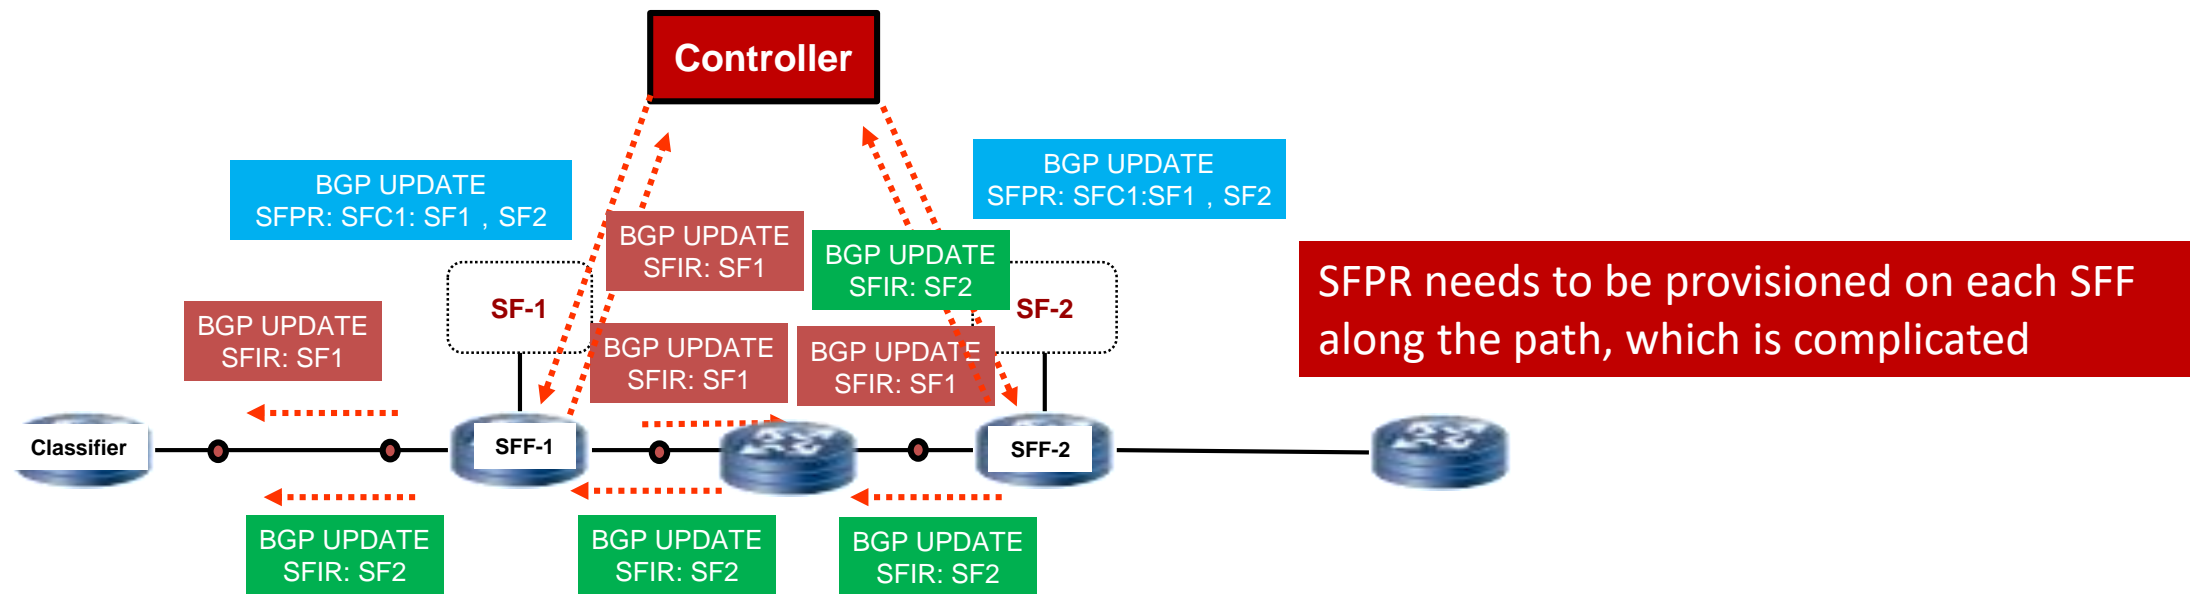 Controller
BGP UPDATE
SFPR: SFC1: SF1，SF2
BGP UPDATE
SFPR: SFC1:SF1，SF2
BGP UPDATE
SFIR: SF1
BGP UPDATE
SFIR: SF2
SFPR needs to be provisioned on each SFF
along the path, which is complicated
SF-1
SF-2
BGP UPDATE
SFIR: SF1
BGP UPDATE
SFIR: SF1
BGP UPDATE
SFIR: SF1
Classifier
SFF-1
SFF-2
BGP UPDATE
SFIR: SF2
BGP UPDATE
SFIR: SF2
BGP UPDATE
SFIR: SF2